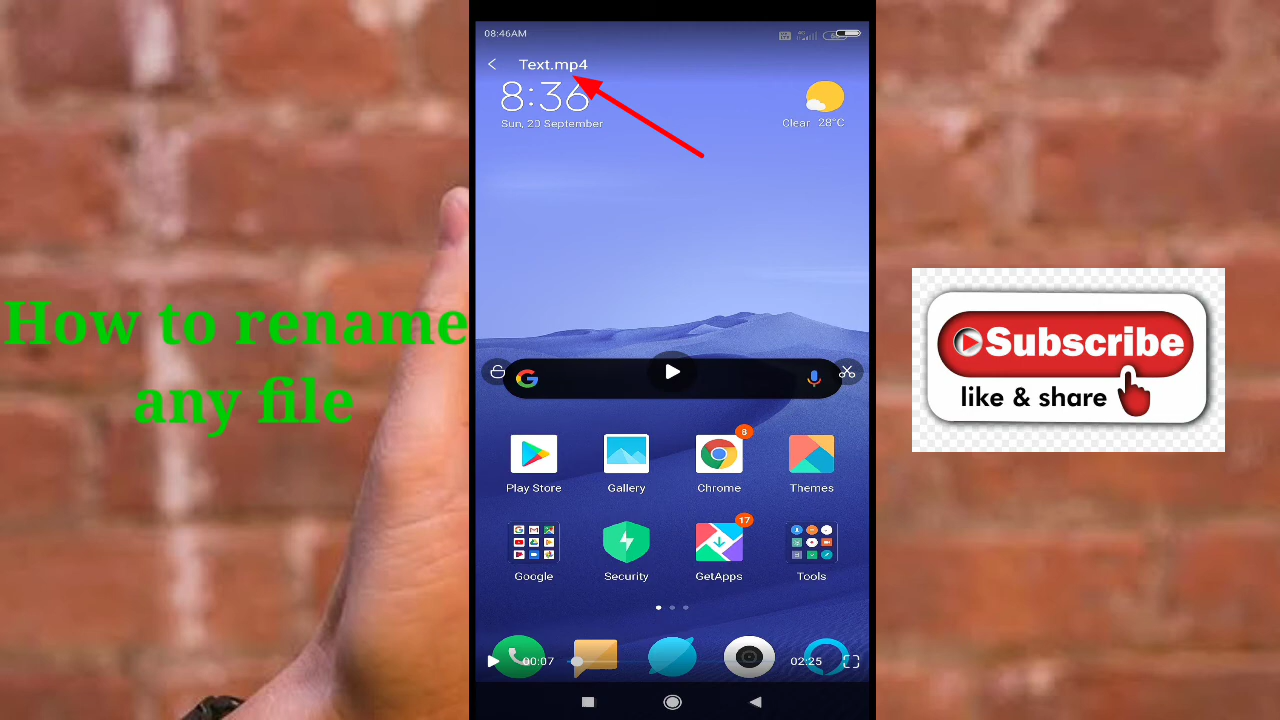 08:46AM
Text.mp4
8:36
Sun, 20 September
Clear 28°C
How to rename
any file
Subscribe
like & share
8
Play Store
Gallery
Chrome
Themes
17
Google
Security
GetApps
Tools
00:07
02:25